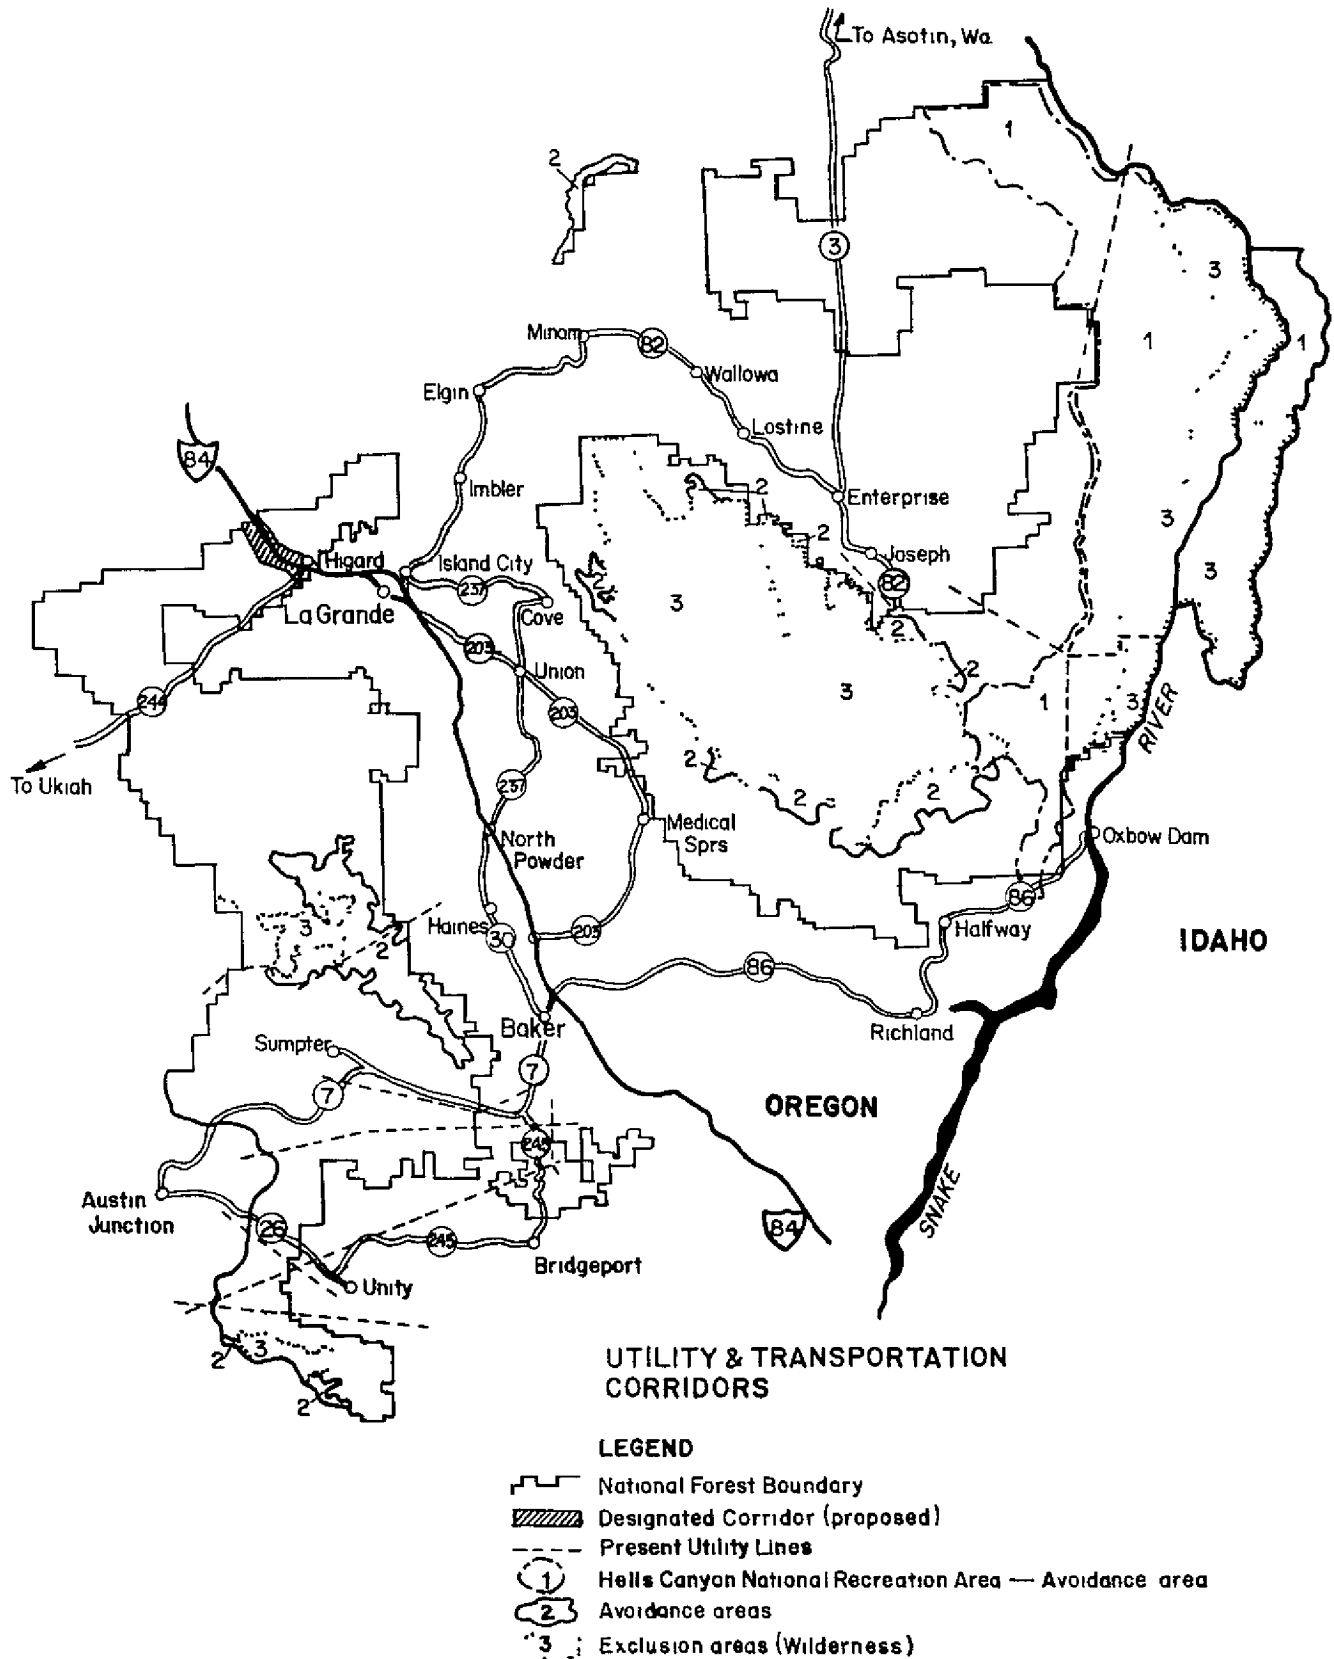 To Asotin, Wa
1
2
3
3
1
1
Minam
82
Wallowa
Elgin
Lostine
3
84
Imbler
2
Enterprise
3
2
Higard
Island City
Joseph
82
237
3
3
Cove
La Grande
2
203
Union
2
244
203
3
1
3
RIVER
To Ukiah
2
237
2
2
North
Powder
Medical
Sprs
Oxbow Dam
86
Haines
3
30
203
Halfway
2
IDAHO
86
Baker
Richland
Sumpter
7
7
OREGON
245
Austin
Junction
SNAKE
26
245
84
Bridgeport
Unity
2
3
2
UTILITY & TRANSPORTATION
CORRIDORS
LEGEND
National Forest Boundary
Designated Corridor (proposed)
Present Utility Lines
1 Hells Canyon National Recreation Area — Avoidance area
2 Avoidance areas
3 Exclusion areas (Wilderness)